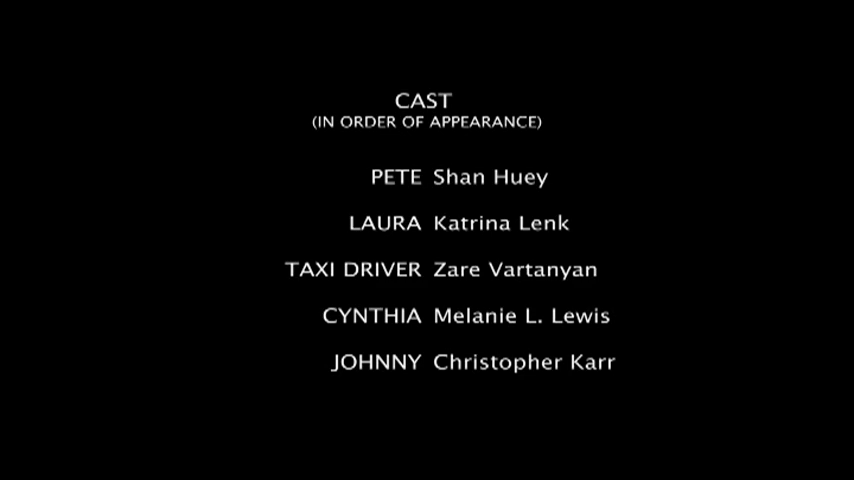 CAST
(IN ORDER OF APPEARANCE)
PETE Shan Huey
LAURA Katrina Lenk
TAXI DRIVER Zare Vartanyan
CYNTHIA Melanie L. Lewis
JOHNNY Christopher Karr